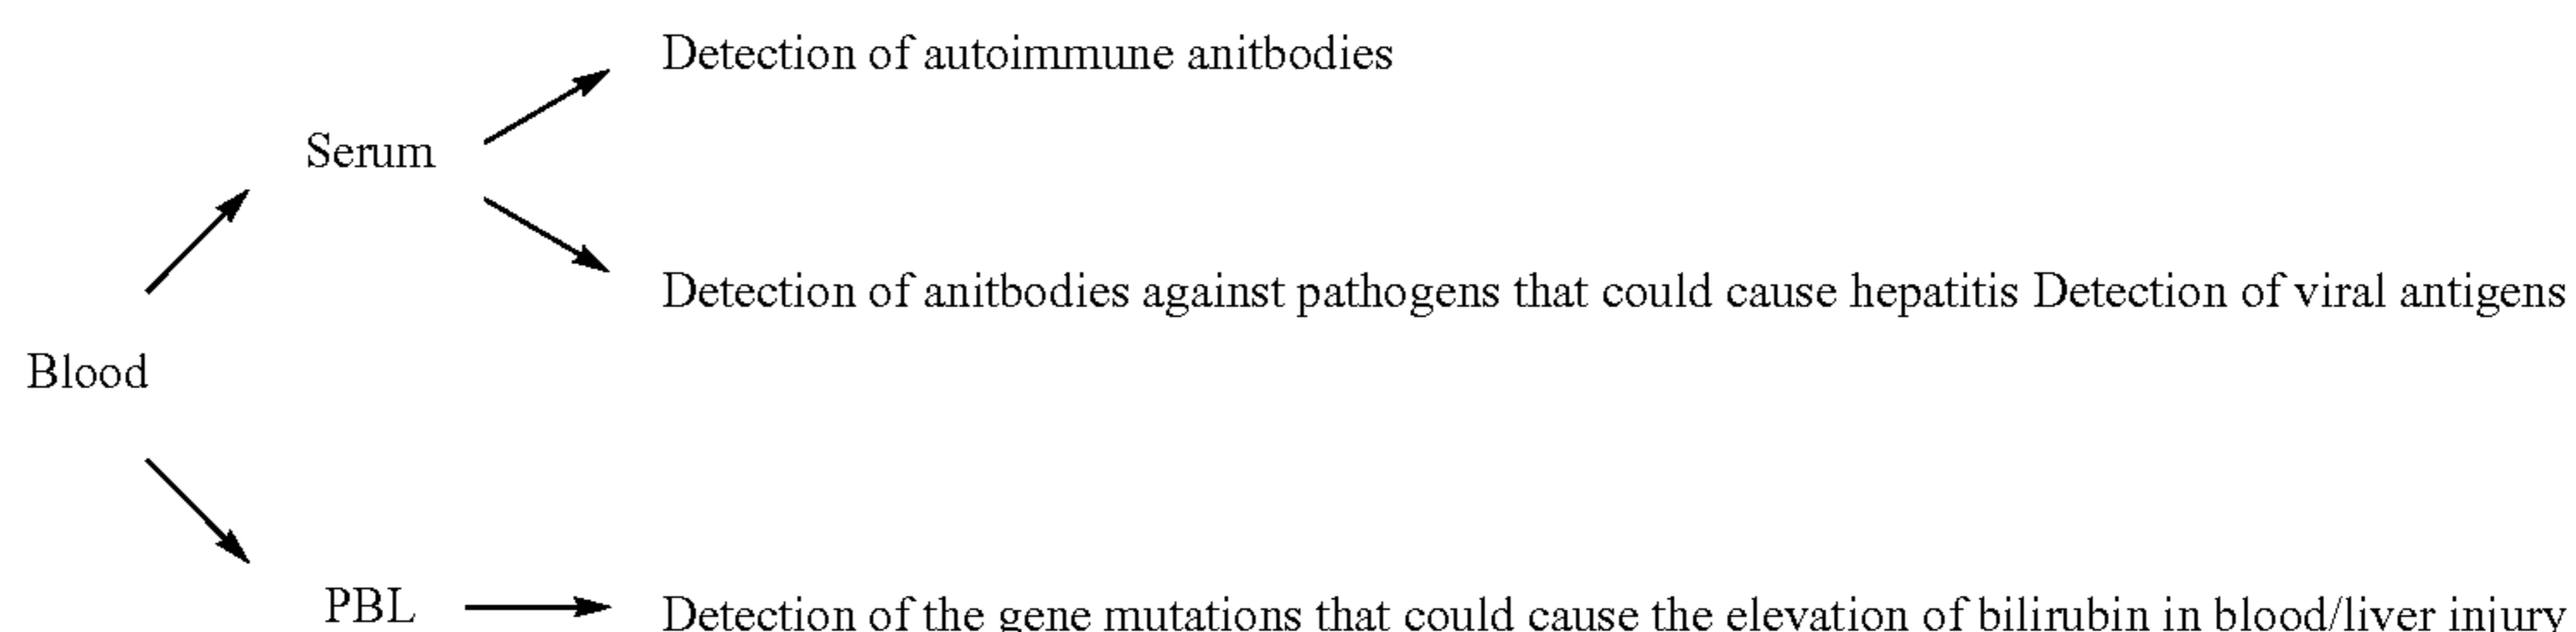 Detection of autoimmune anitbodies
Serum
Detection of anitbodies against pathogens that could cause hepatitis Detection of viral antigens
Blood
PBL
Detection of the gene mutations that could cause the elevation of bilirubin in blood/liver injury